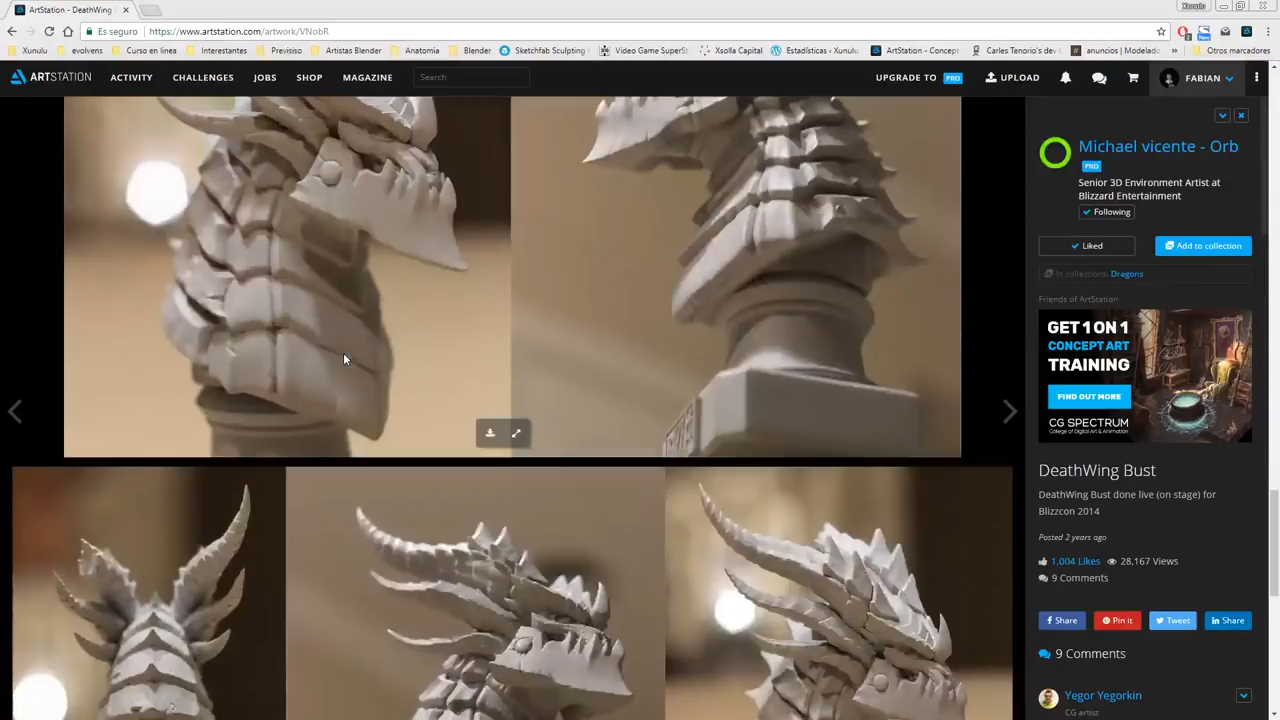 ArtStation - DeathWing
Xunulu
Es seguro
https://www.artstation.com/artwork/VNobR
Xunulu
evolvens
Curso en linea
Interestantes
Previsiso
Artistas Blender
Anatomia
Blender
Sketchfab Sculpting
Video Game SuperSt
Xsolla Capital
Estadísticas ‹ Xunulu
ArtStation - Concept
Carles Tenorio's dev
anuncios | Modelado
»
Otros marcadores
ARTSTATION
ACTIVITY
CHALLENGES
JOBS
SHOP
MAGAZINE
Search
UPGRADE TO PRO
UPLOAD
FABIAN
Michael vicente - Orb
PRO
Senior 3D Environment Artist at
Blizzard Entertainment
Following
Liked
Add to collection
In collections: Dragons
Friends of ArtStation
GET 1 ON 1
CONCEPT ART
TRAINING
FIND OUT MORE
CG SPECTRUM
College of Digital Art & Animation
DeathWing Bust
DeathWing Bust done live (on stage) for
Blizzcon 2014
Posted 2 years ago
1,004 Likes
28,167 Views
9 Comments
Share
Pin it
Tweet
Share
9 Comments
Yegor Yegorkin
CG artist